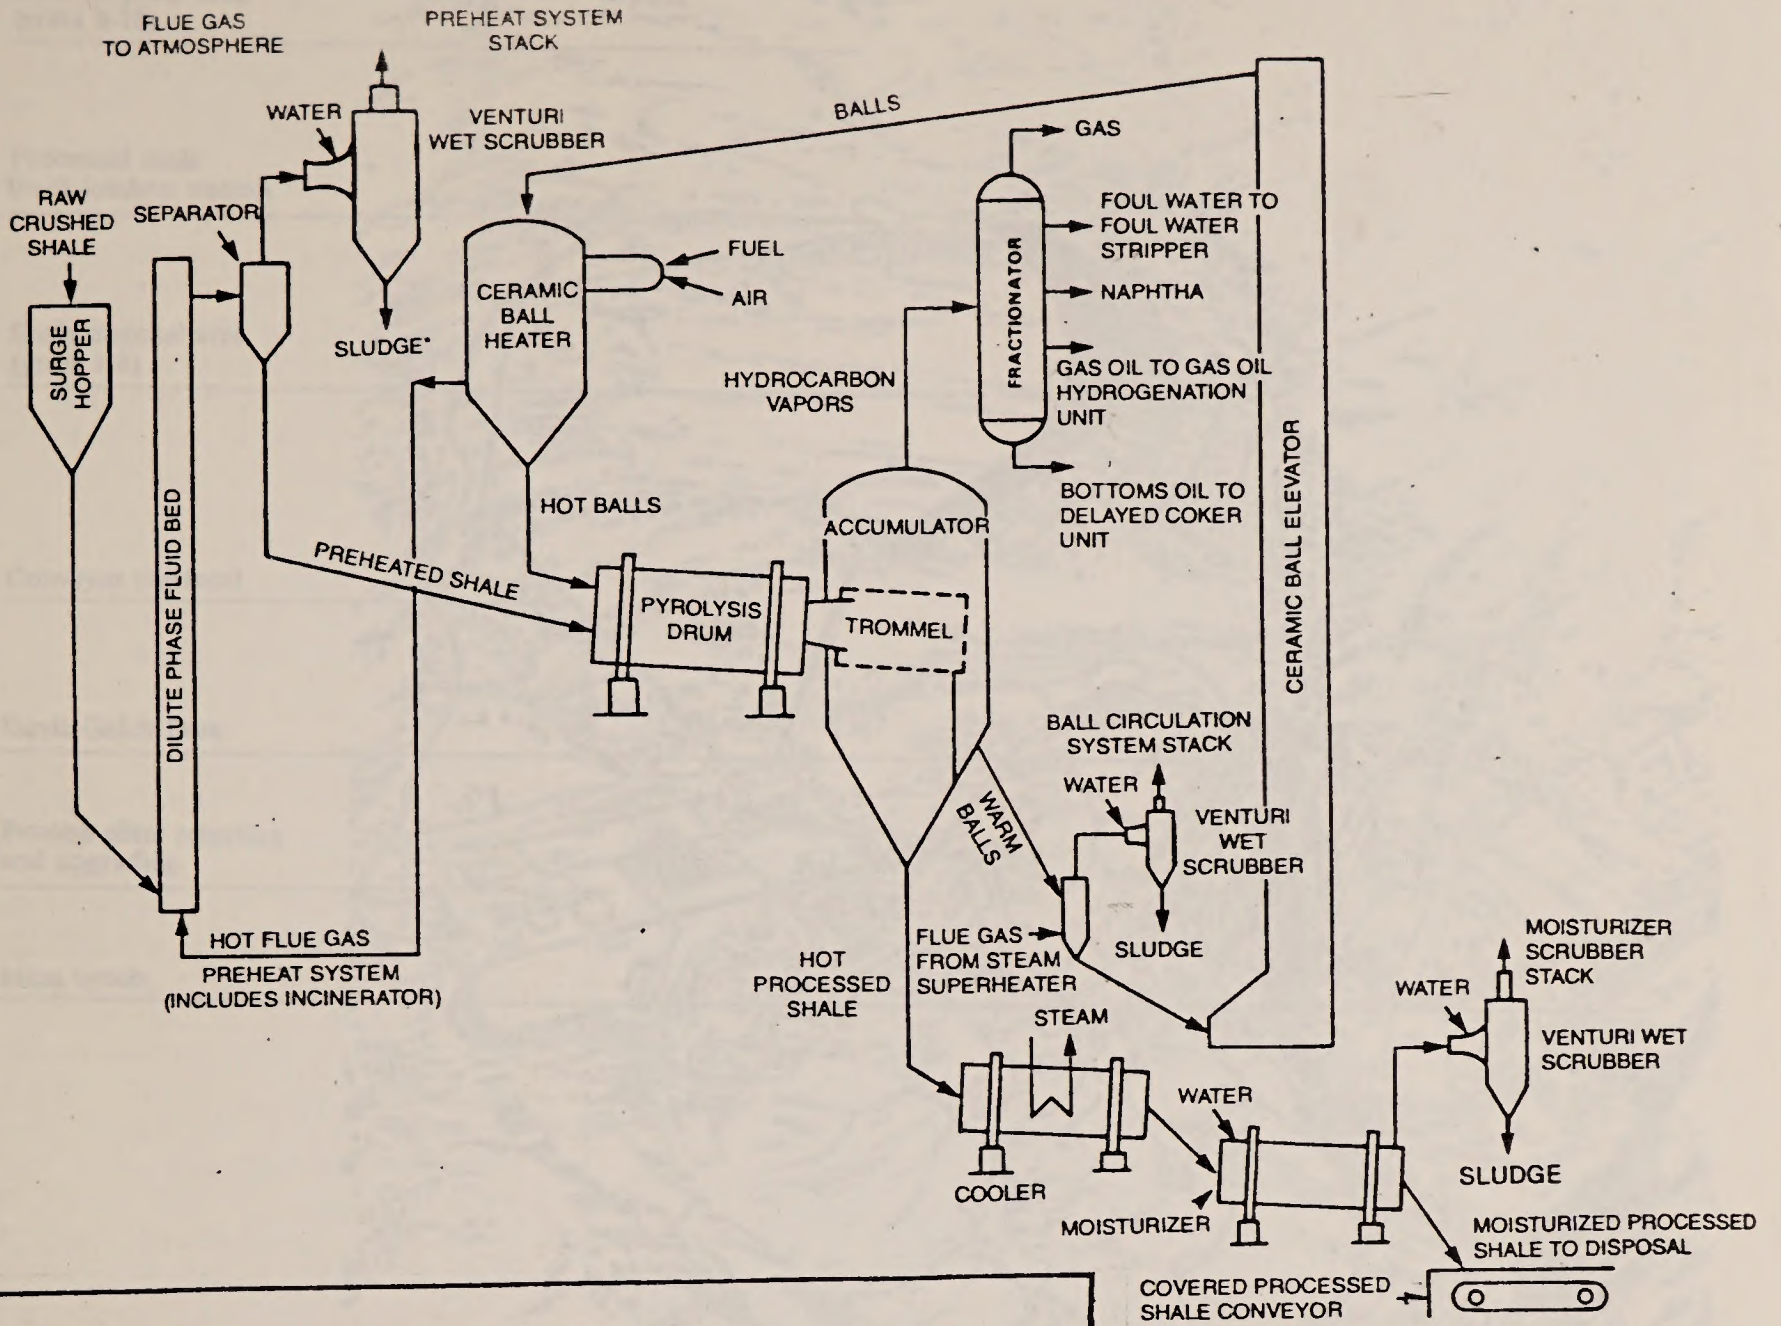 FLUE GAS
TO ATMOSPHERE
PREHEAT SYSTEM
STACK
WATER
VENTURI
WET SCRUBBER
BALLS
GAS
RAW
CRUSHED
SHALE
SEPARATOR
FOUL WATER TO
FOUL WATER
STRIPPER
FUEL
AIR
CERAMIC
BALL
HEATER
NAPHTHA
SURGE
HOPPER
SLUDGE*
FRACTIONATOR
GAS OIL TO GAS OIL
HYDROGENATION
UNIT
HYDROCARBON
VAPORS
HOT BALLS
BOTTOMS OIL TO
DELAYED COKER
UNIT
ACCUMULATOR
CERAMIC BALL ELEVATOR
DILUTE PHASE FLUID BED
PREHEATED SHALE
PYROLYSIS
DRUM
TROMMEL
BALL CIRCULATION
SYSTEM STACK
WATER
WARM
BALLS
VENTURI
WET
SCRUBBER
HOT FLUE GAS
PREHEAT SYSTEM
(INCLUDES INCINERATOR)
HOT
PROCESSED
SHALE
FLUE GAS
FROM STEAM
SUPERHEATER
SLUDGE
STEAM
MOISTURIZER
SCRUBBER
STACK
WATER
VENTURI WET
SCRUBBER
WATER
COOLER
MOISTURIZER
SLUDGE
MOISTURIZED PROCESSED
SHALE TO DISPOSAL
COVERED PROCESSED
SHALE CONVEYOR